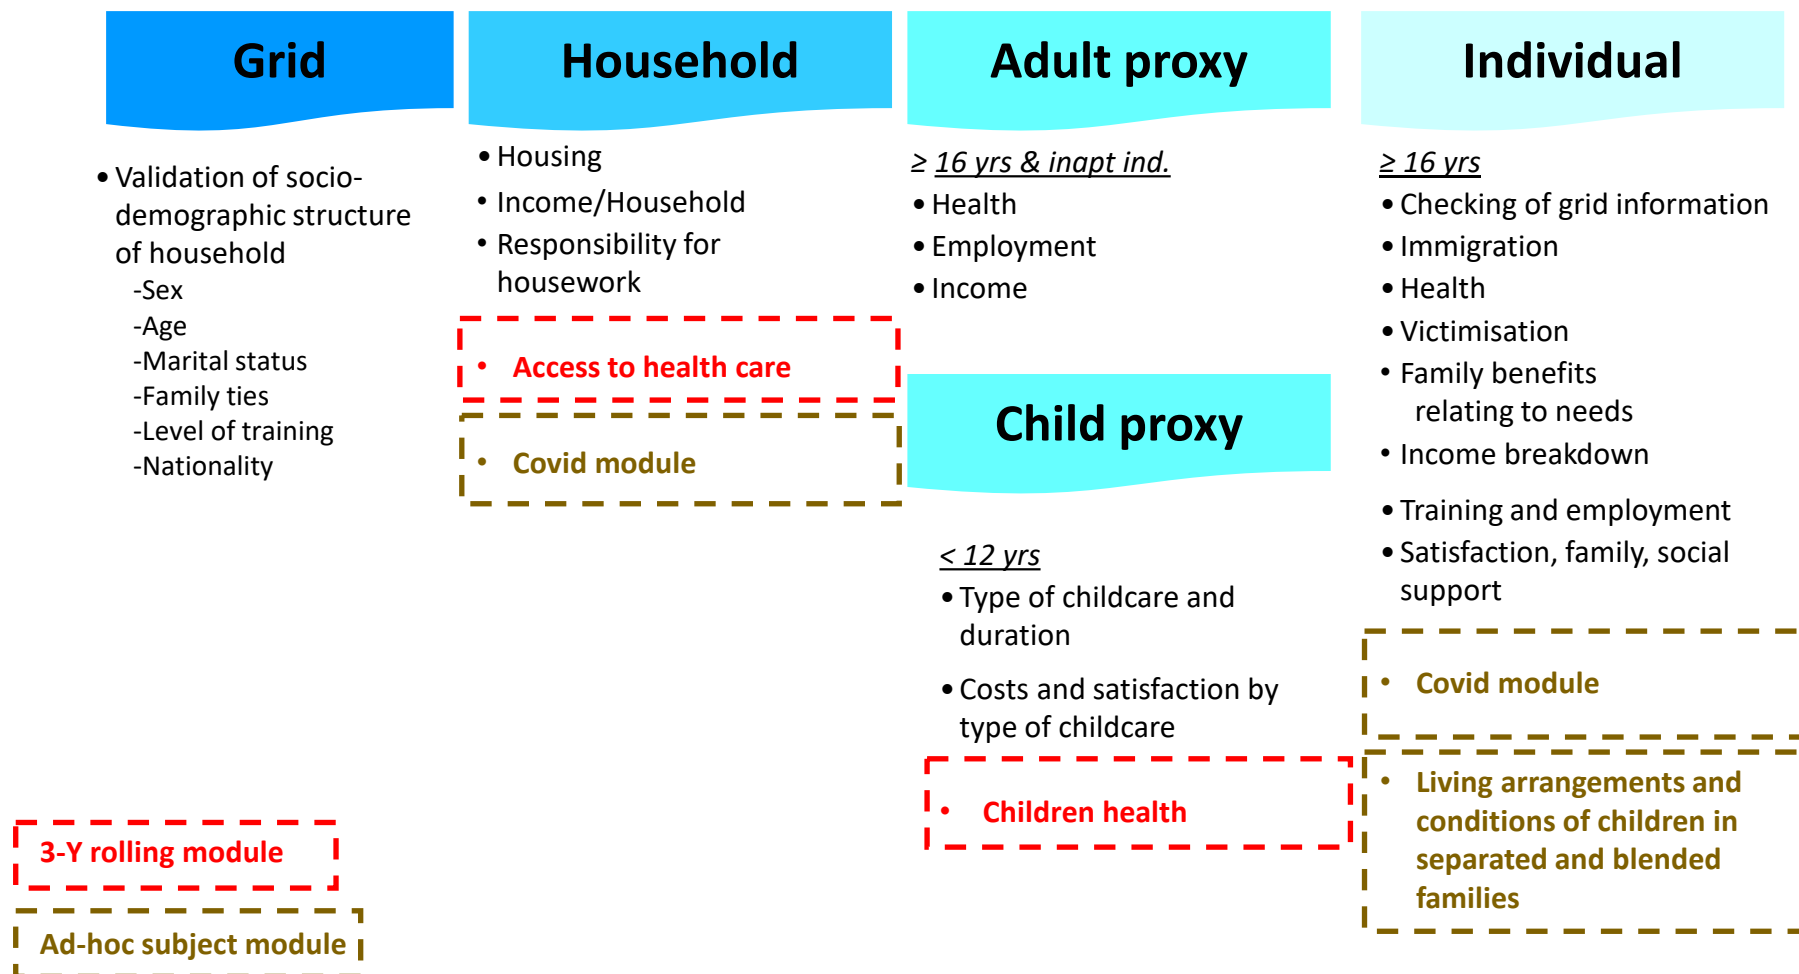 Grid
• Validation of socio-
demographic structure
of household
-Sex
-Age
-Marital status
-Family ties
-Level of training
-Nationality
Household
• Housing
• Income/Household
• Responsibility for
housework
• Access to health care
• Covid module
Adult proxy
≥ 16 yrs & inapt ind.
• Health
• Employment
• Income
Child proxy
< 12 yrs
• Type of childcare and
duration
• Costs and satisfaction by
type of childcare
• Children health
Individual
≥ 16 yrs
• Checking of grid information
• Immigration
• Health
• Victimisation
• Family benefits
relating to needs
• Income breakdown
• Training and employment
• Satisfaction, family, social
support
• Covid module
• Living arrangements and
conditions of children in
separated and blended
families
3-Y rolling module
Ad-hoc subject module